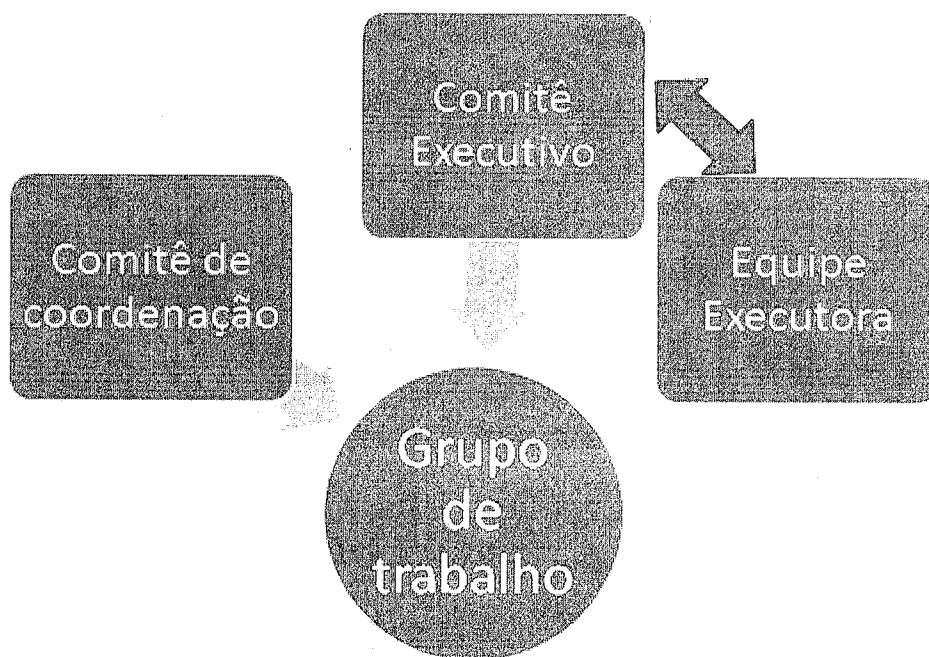 Comitê
Executivo
Comitê de
coordenação
Equipe
Executora
Grupo
de
trabalho